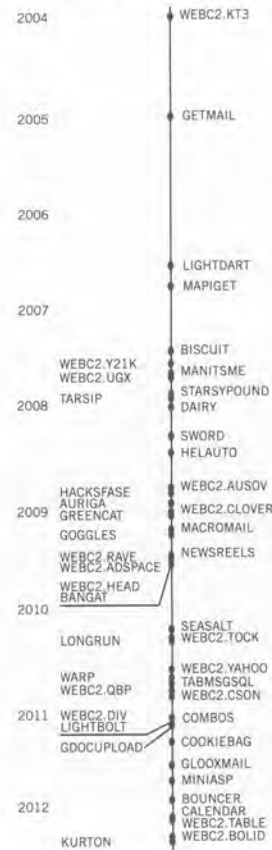 2004
WEBC2.KT3
2005
GETMAIL
2006
LIGHTDART
MAPIGET
2007
BISCUIT
WEBC2.Y21K
MANITSME
WEBC2.UGX
STARSYPOUND
TARSIP
DAIRY
2008
SWORD
HELAUTO
WEBC2.AUSOV
HACKSFASE
AURIGA
WEBC2.CLOVER
2009
GREENCAT
MACROMAIL
GOGGLES
NEWSREELS
WEBC2.RAVE
WEBC2.ADSPACE
WEBC2.HEAD
BANGAT
2010
SEASALT
WEBC2.TOCK
LONGRUN
WEBC2.YAHOO
WARP
TABMSGSQL
WEBC2.QBP
WEBC2.CSON
2011
WEBC2.DIV
COMBOS
LIGHTBOLT
COOKIEBAG
GDOCUPLOAD
GLOOXMAIL
MINIASP
BOUNCER
2012
CALENDAR
WEBC2.TABLE
WEBC2.BOLID
KURTON